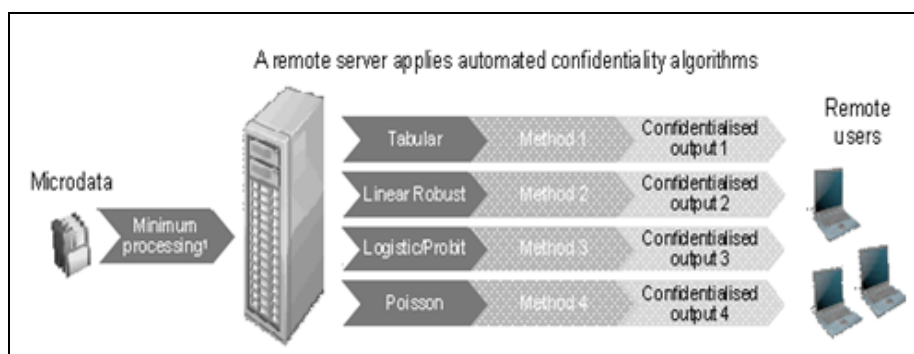 A remote server applies automated confidentiality algorithms
Remote
users
Microdata
Minimum
processing¹
Tabular
Method 1
Confidentialised
output 1
Linear Robust
Method 2
Confidentialised
output 2
Logistic/Probit
Method 3
Confidentialised
output 3
Poisson
Method 4
Confidentialised
output 4